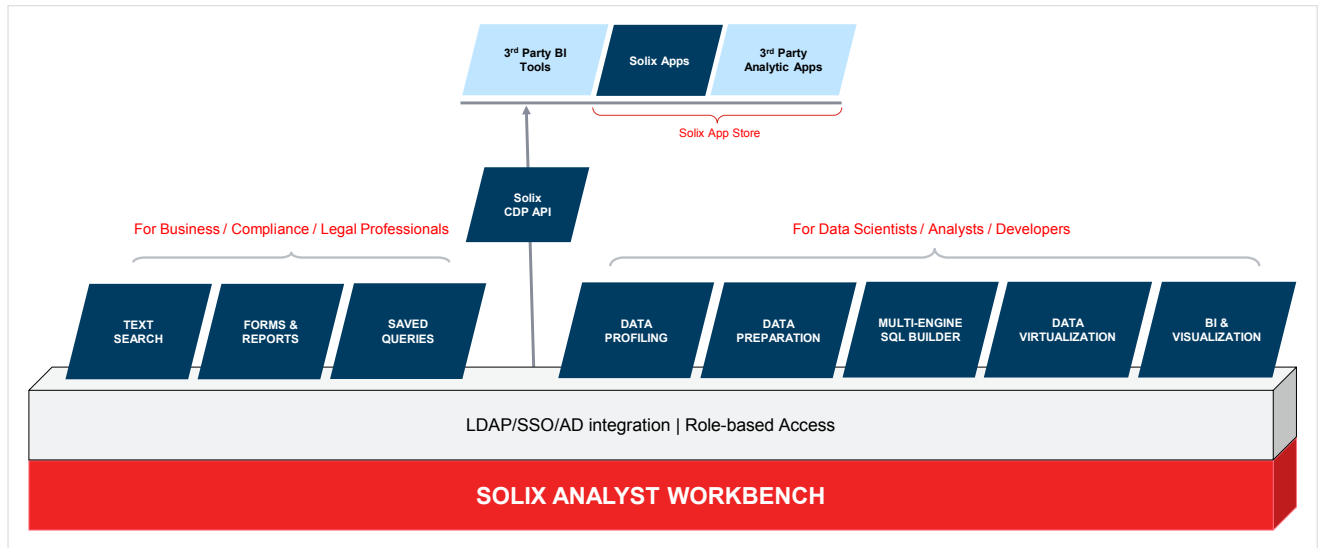 3rd Party BI
Tools
Solix Apps
3rd Party
Analytic Apps
Solix App Store
Solix
CDP API
For Business / Compliance / Legal Professionals
For Data Scientists / Analysts / Developers
TEXT
SEARCH
FORMS &
REPORTS
SAVED
QUERIES
DATA
PROFILING
DATA
PREPARATION
MULTI-ENGINE
SQL BUILDER
DATA
VIRTUALIZATION
BI &
VISUALIZATION
LDAP/SSO/AD integration | Role-based Access
SOLIX ANALYST WORKBENCH